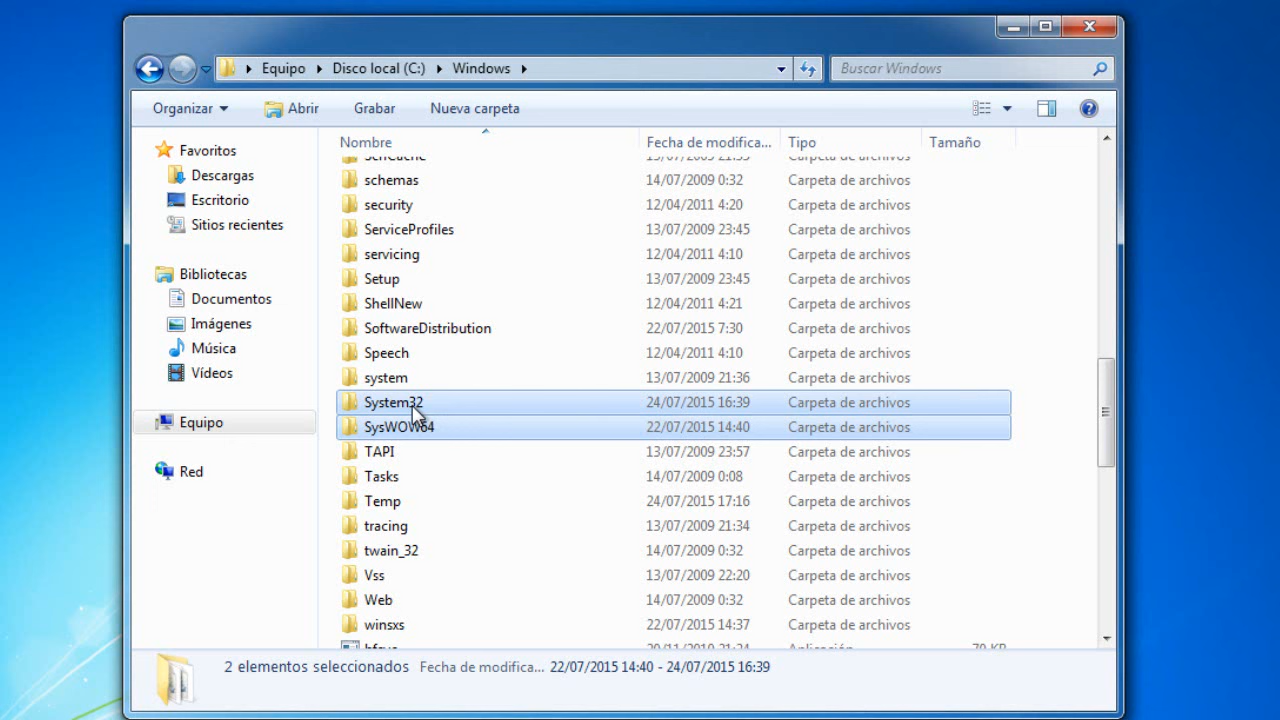 Equipo Disco local (C:) Windows Buscar Windows
Organizar Abrir Grabar Nueva carpeta
Nombre Fecha de modifica... Tipo Tamaño
Favoritos
Descargas
Escritorio
Sitios recientes
Bibliotecas
Documentos
Imágenes
Música
Vídeos
Equipo
Red
schemas 14/07/2009 0:32 Carpeta de archivos
security 12/04/2011 4:20 Carpeta de archivos
ServiceProfiles 13/07/2009 23:45 Carpeta de archivos
servicing 12/04/2011 4:10 Carpeta de archivos
Setup 13/07/2009 23:45 Carpeta de archivos
ShellNew 12/04/2011 4:21 Carpeta de archivos
SoftwareDistribution 22/07/2015 7:30 Carpeta de archivos
Speech 12/04/2011 4:10 Carpeta de archivos
system 13/07/2009 21:36 Carpeta de archivos
System32 24/07/2015 16:39 Carpeta de archivos
SysWOW64 22/07/2015 14:40 Carpeta de archivos
TAPI 13/07/2009 23:57 Carpeta de archivos
Tasks 14/07/2009 0:08 Carpeta de archivos
Temp 24/07/2015 17:16 Carpeta de archivos
tracing 13/07/2009 21:34 Carpeta de archivos
twain_32 14/07/2009 0:32 Carpeta de archivos
Vss 13/07/2009 22:20 Carpeta de archivos
Web 14/07/2009 0:32 Carpeta de archivos
winsxs 22/07/2015 14:37 Carpeta de archivos
2 elementos seleccionados Fecha de modifica... 22/07/2015 14:40 - 24/07/2015 16:39